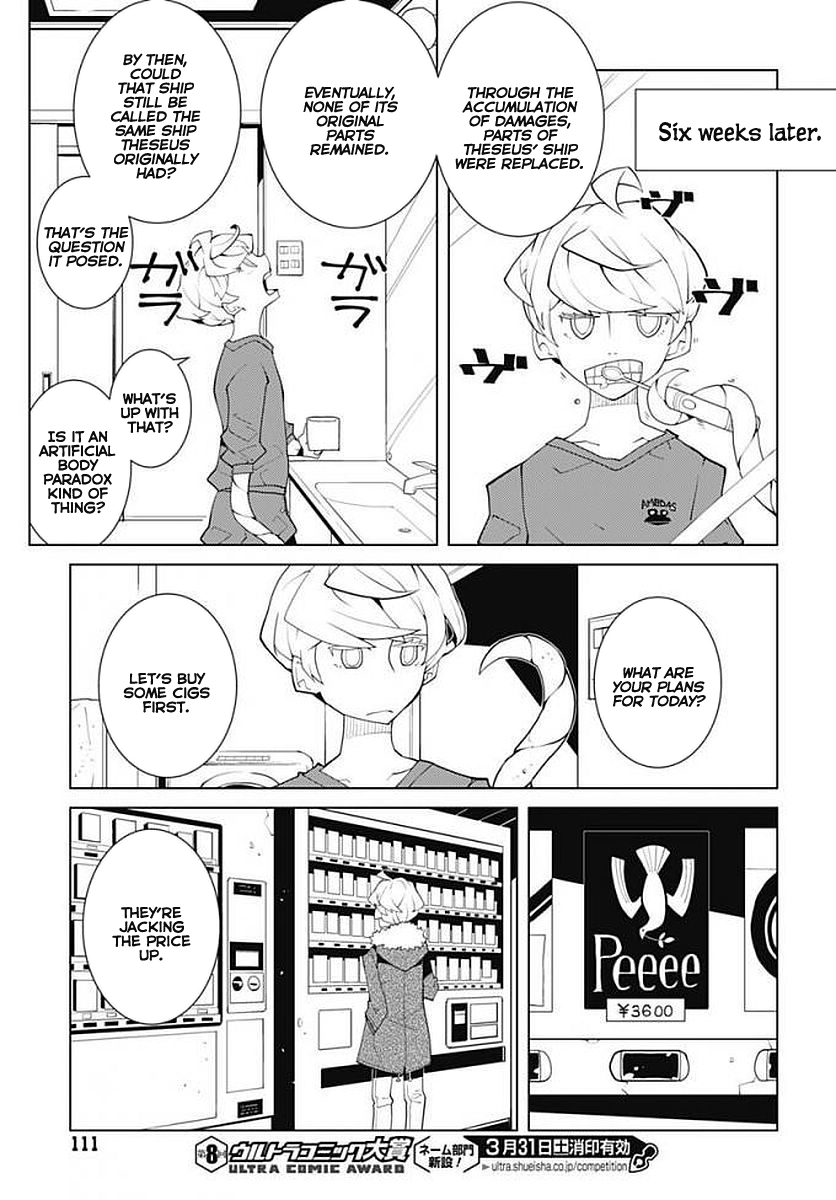 Six weeks later.
THROUGH THE
ACCUMULATION
OF DAMAGES,
PARTS OF
THESEUS' SHIP
WERE REPLACED.
ヴッ
ヴッ
AMEDAS
EVENTUALLY,
NONE OF ITS
ORIGINAL
PARTS
REMAINED.
BY THEN,
COULD
THAT SHIP
STILL BE
CALLED THE
SAME SHIP
THESEUS
ORIGINALLY
HAD?
THAT'S THE
QUESTION
IT POSED.
ガラ
ガラ
WHAT'S
UP WITH
THAT?
IS IT AN
ARTIFICIAL
BODY
PARADOX
KIND OF
THING?
WHAT ARE
YOUR PLANS
FOR TODAY?
LET'S BUY
SOME CIGS
FIRST.
Peeee
¥3600
THEY'RE
JACKING
THE PRICE
UP.
111
第8回 ウルトラコミック大賞
ULTRA COMIC AWARD
ネーム部門
新設!
3月31日土消印有効
ultra.shueisha.co.jp/competition